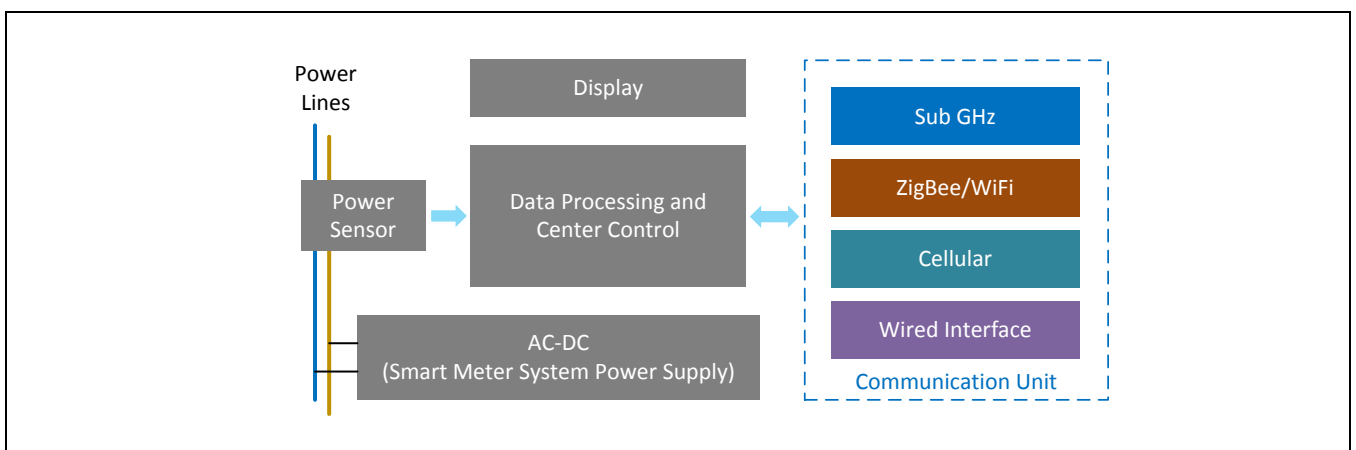 Power
Lines
Display
Power
Sensor
Data Processing and
Center Control
AC-DC
(Smart Meter System Power Supply)
Sub GHz
ZigBee/WiFi
Cellular
Wired Interface
Communication Unit